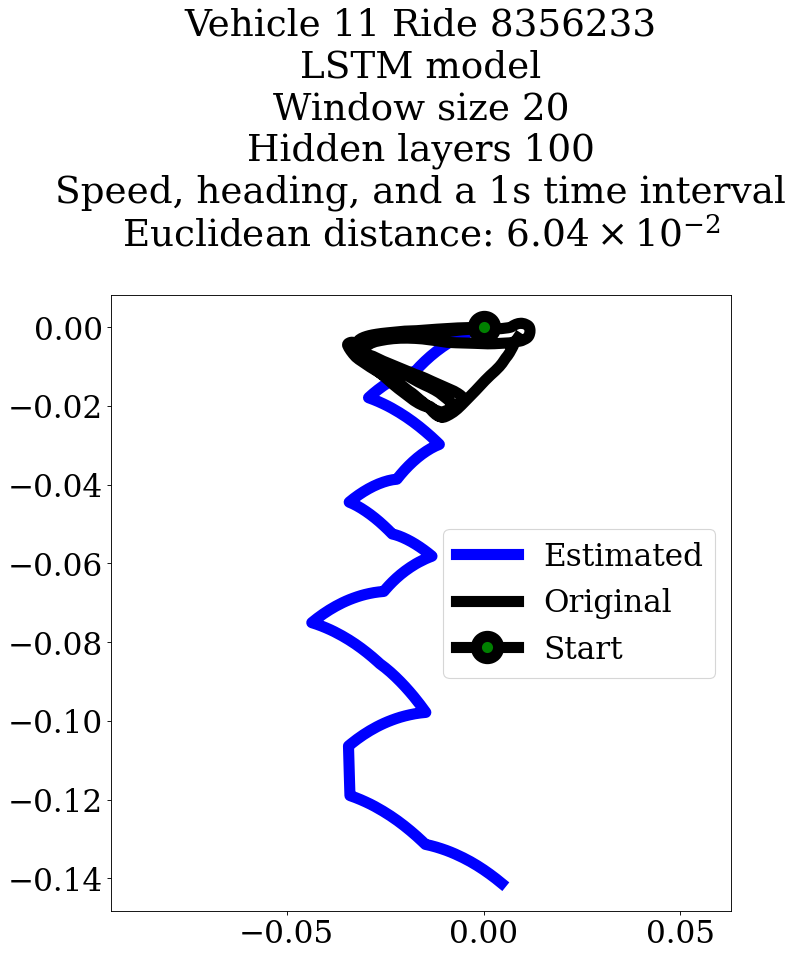 Vehicle 11 Ride 8356233
LSTM model
Window size 20
Hidden layers 100
Speed, heading, and a 1s time interval
Euclidean distance: 6.04 × 10⁻²
0.00
−0.02
−0.04
−0.06
−0.08
−0.10
−0.12
−0.14
Estimated
Original
Start
−0.05 0.00 0.05